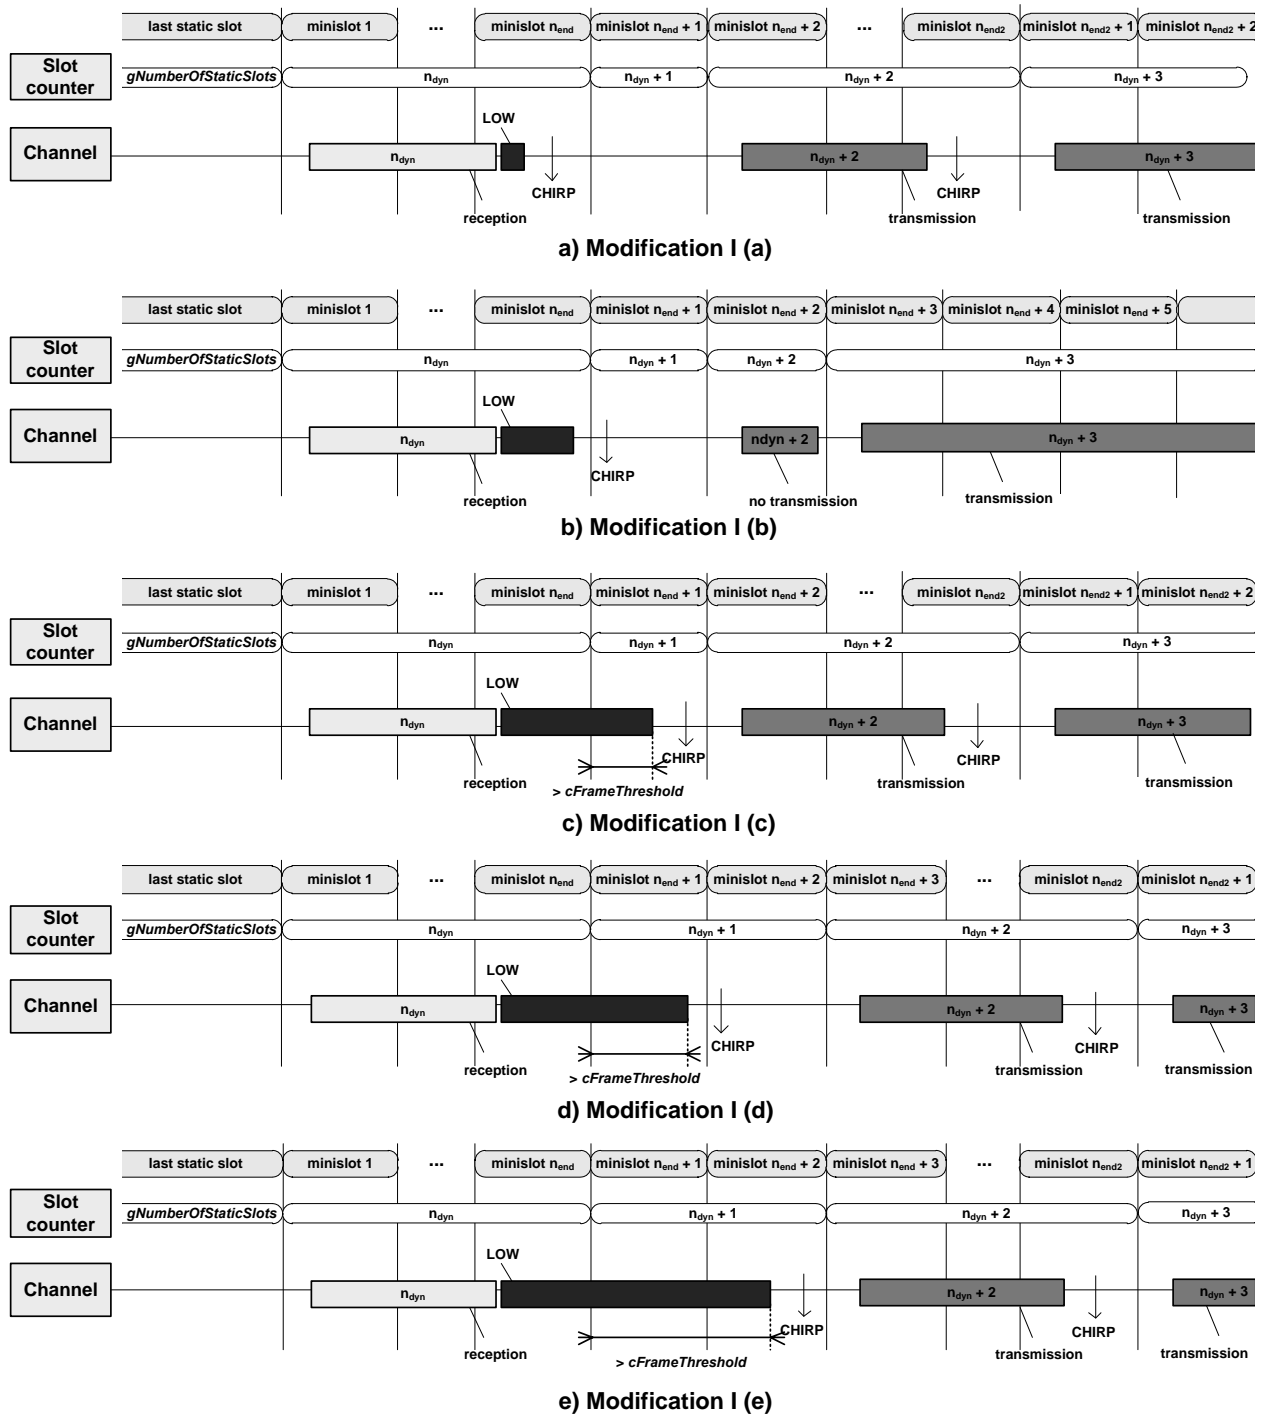 last static slot minislot 1 ... minislot nend minislot nend + 1 minislot nend + 2 ... minislot nend2 minislot nend2 + 1 minislot nend2 + 2
Slot
counter
gNumberOfStaticSlots ndyn ndyn + 1 ndyn + 2 ndyn + 3
LOW
Channel
ndyn ndyn + 2 ndyn + 3
CHIRP CHIRP
reception transmission transmission
a) Modification I (a)
last static slot minislot 1 ... minislot nend minislot nend + 1 minislot nend + 2 minislot nend + 3 minislot nend + 4 minislot nend + 5
Slot
counter
gNumberOfStaticSlots ndyn ndyn + 1 ndyn + 2 ndyn + 3
LOW
Channel
ndyn ndyn + 2 ndyn + 3
CHIRP
reception no transmission transmission
b) Modification I (b)
last static slot minislot 1 ... minislot nend minislot nend + 1 minislot nend + 2 ... minislot nend2 minislot nend2 + 1 minislot nend2 + 2
Slot
counter
gNumberOfStaticSlots ndyn ndyn + 1 ndyn + 2 ndyn + 3
LOW
Channel
ndyn ndyn + 2 ndyn + 3
CHIRP CHIRP
reception transmission transmission
> cFrameThreshold
c) Modification I (c)
last static slot minislot 1 ... minislot nend minislot nend + 1 minislot nend + 2 minislot nend + 3 ... minislot nend2 minislot nend2 + 1
Slot
counter
gNumberOfStaticSlots ndyn ndyn + 1 ndyn + 2 ndyn + 3
LOW
Channel
ndyn ndyn + 2 ndyn + 3
CHIRP CHIRP
reception transmission transmission
> cFrameThreshold
d) Modification I (d)
last static slot minislot 1 ... minislot nend minislot nend + 1 minislot nend + 2 minislot nend + 3 ... minislot nend2 minislot nend2 + 1
Slot
counter
gNumberOfStaticSlots ndyn ndyn + 1 ndyn + 2 ndyn + 3
LOW
Channel
ndyn ndyn + 2 ndyn + 3
CHIRP CHIRP
reception transmission transmission
> cFrameThreshold
e) Modification I (e)